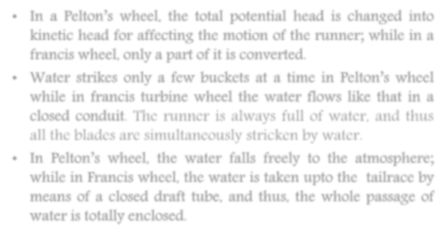 • In a Pelton's wheel, the total potential head is changed into
kinetic head for affecting the motion of the runner; while in a
francis wheel, only a part of it is converted.
• Water strikes only a few buckets at a time in Pelton's wheel
while in francis turbine wheel the water flows like that in a
closed conduit. The runner is always full of water, and thus
all the blades are simultaneously stricken by water.
• In Pelton's wheel, the water falls freely to the atmosphere;
while in Francis wheel, the water is taken upto the tailrace by
means of a closed draft tube, and thus, the whole passage of
water is totally enclosed.